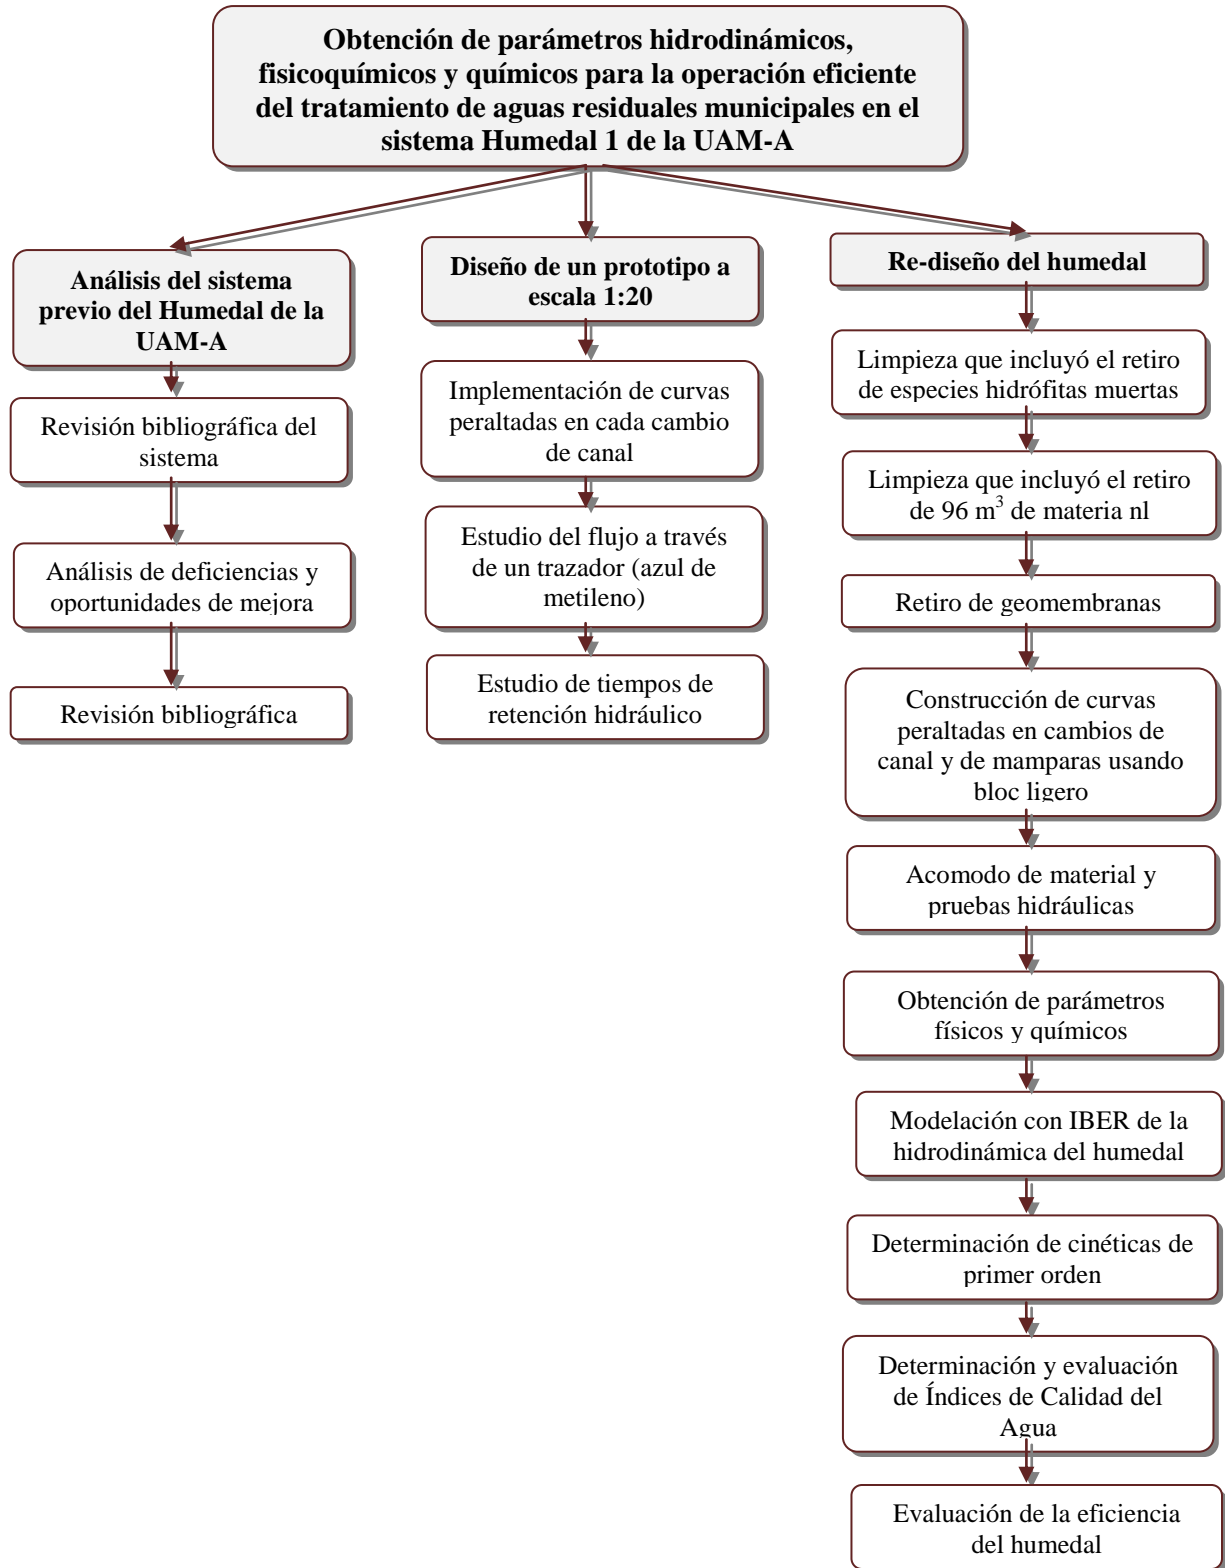 Obtención de parámetros hidrodinámicos,
fisicoquímicos y químicos para la operación eficiente
del tratamiento de aguas residuales municipales en el
sistema Humedal 1 de la UAM-A
Análisis del sistema
previo del Humedal de la
UAM-A
Revisión bibliográfica del
sistema
Análisis de deficiencias y
oportunidades de mejora
Revisión bibliográfica
Diseño de un prototipo a
escala 1:20
Implementación de curvas
peraltadas en cada cambio
de canal
Estudio del flujo a través
de un trazador (azul de
metileno)
Estudio de tiempos de
retención hidráulico
Re-diseño del humedal
Limpieza que incluyó el retiro
de especies hidrófitas muertas
Limpieza que incluyó el retiro
de 96 m³ de materia nl
Retiro de geomembranas
Construcción de curvas
peraltadas en cambios de
canal y de mamparas usando
bloc ligero
Acomodo de material y
pruebas hidráulicas
Obtención de parámetros
físicos y químicos
Modelación con IBER de la
hidrodinámica del humedal
Determinación de cinéticas de
primer orden
Determinación y evaluación
de Índices de Calidad del
Agua
Evaluación de la eficiencia
del humedal